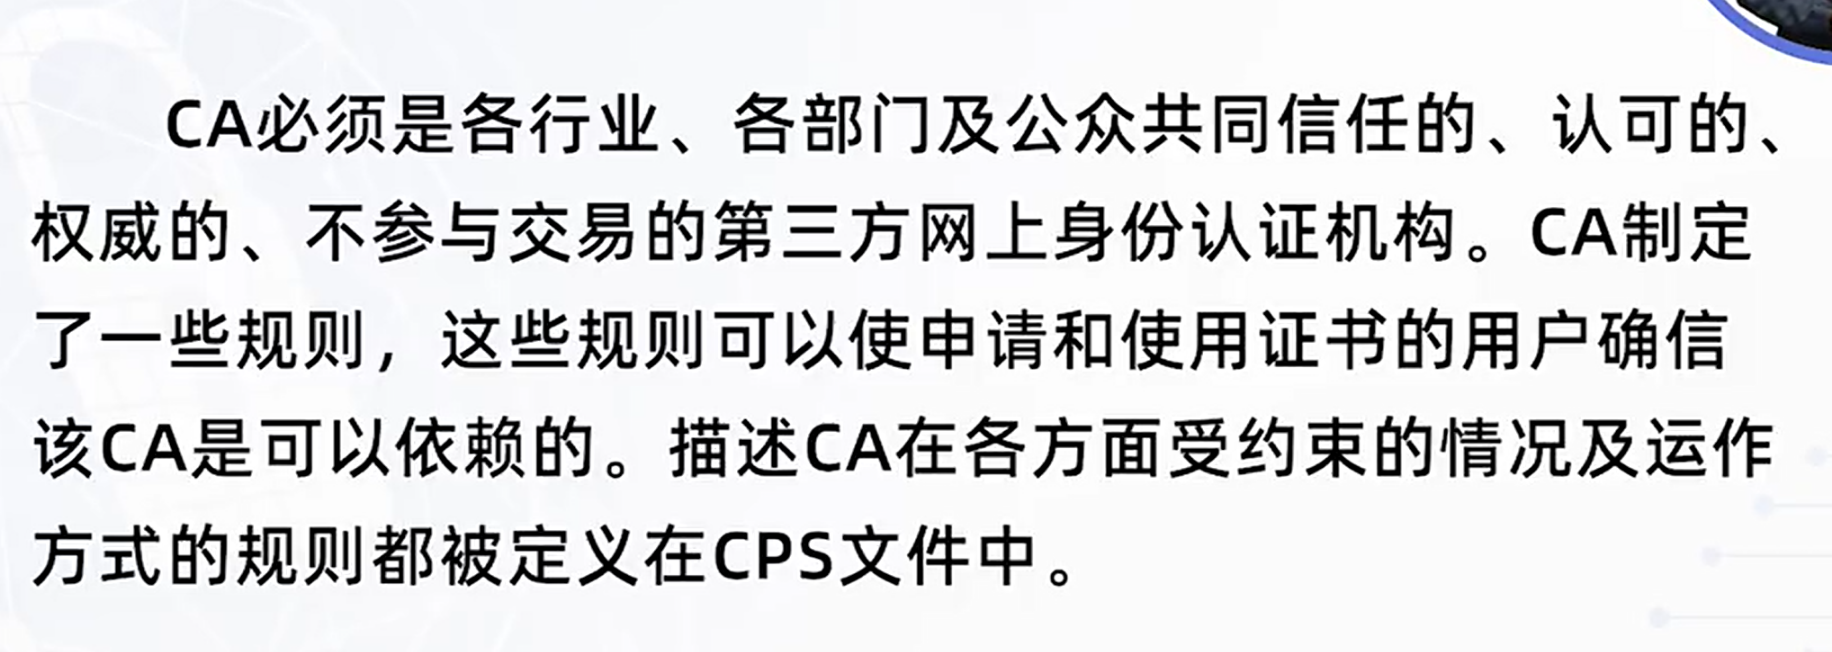 CA必须是各行业、各部门及公众共同信任的、认可的、
权威的、不参与交易的第三方网上身份认证机构。CA制定
了一些规则，这些规则可以使申请和使用证书的用户确信
该CA是可以依赖的。描述CA在各方面受约束的情况及运作
方式的规则都被定义在CPS文件中。